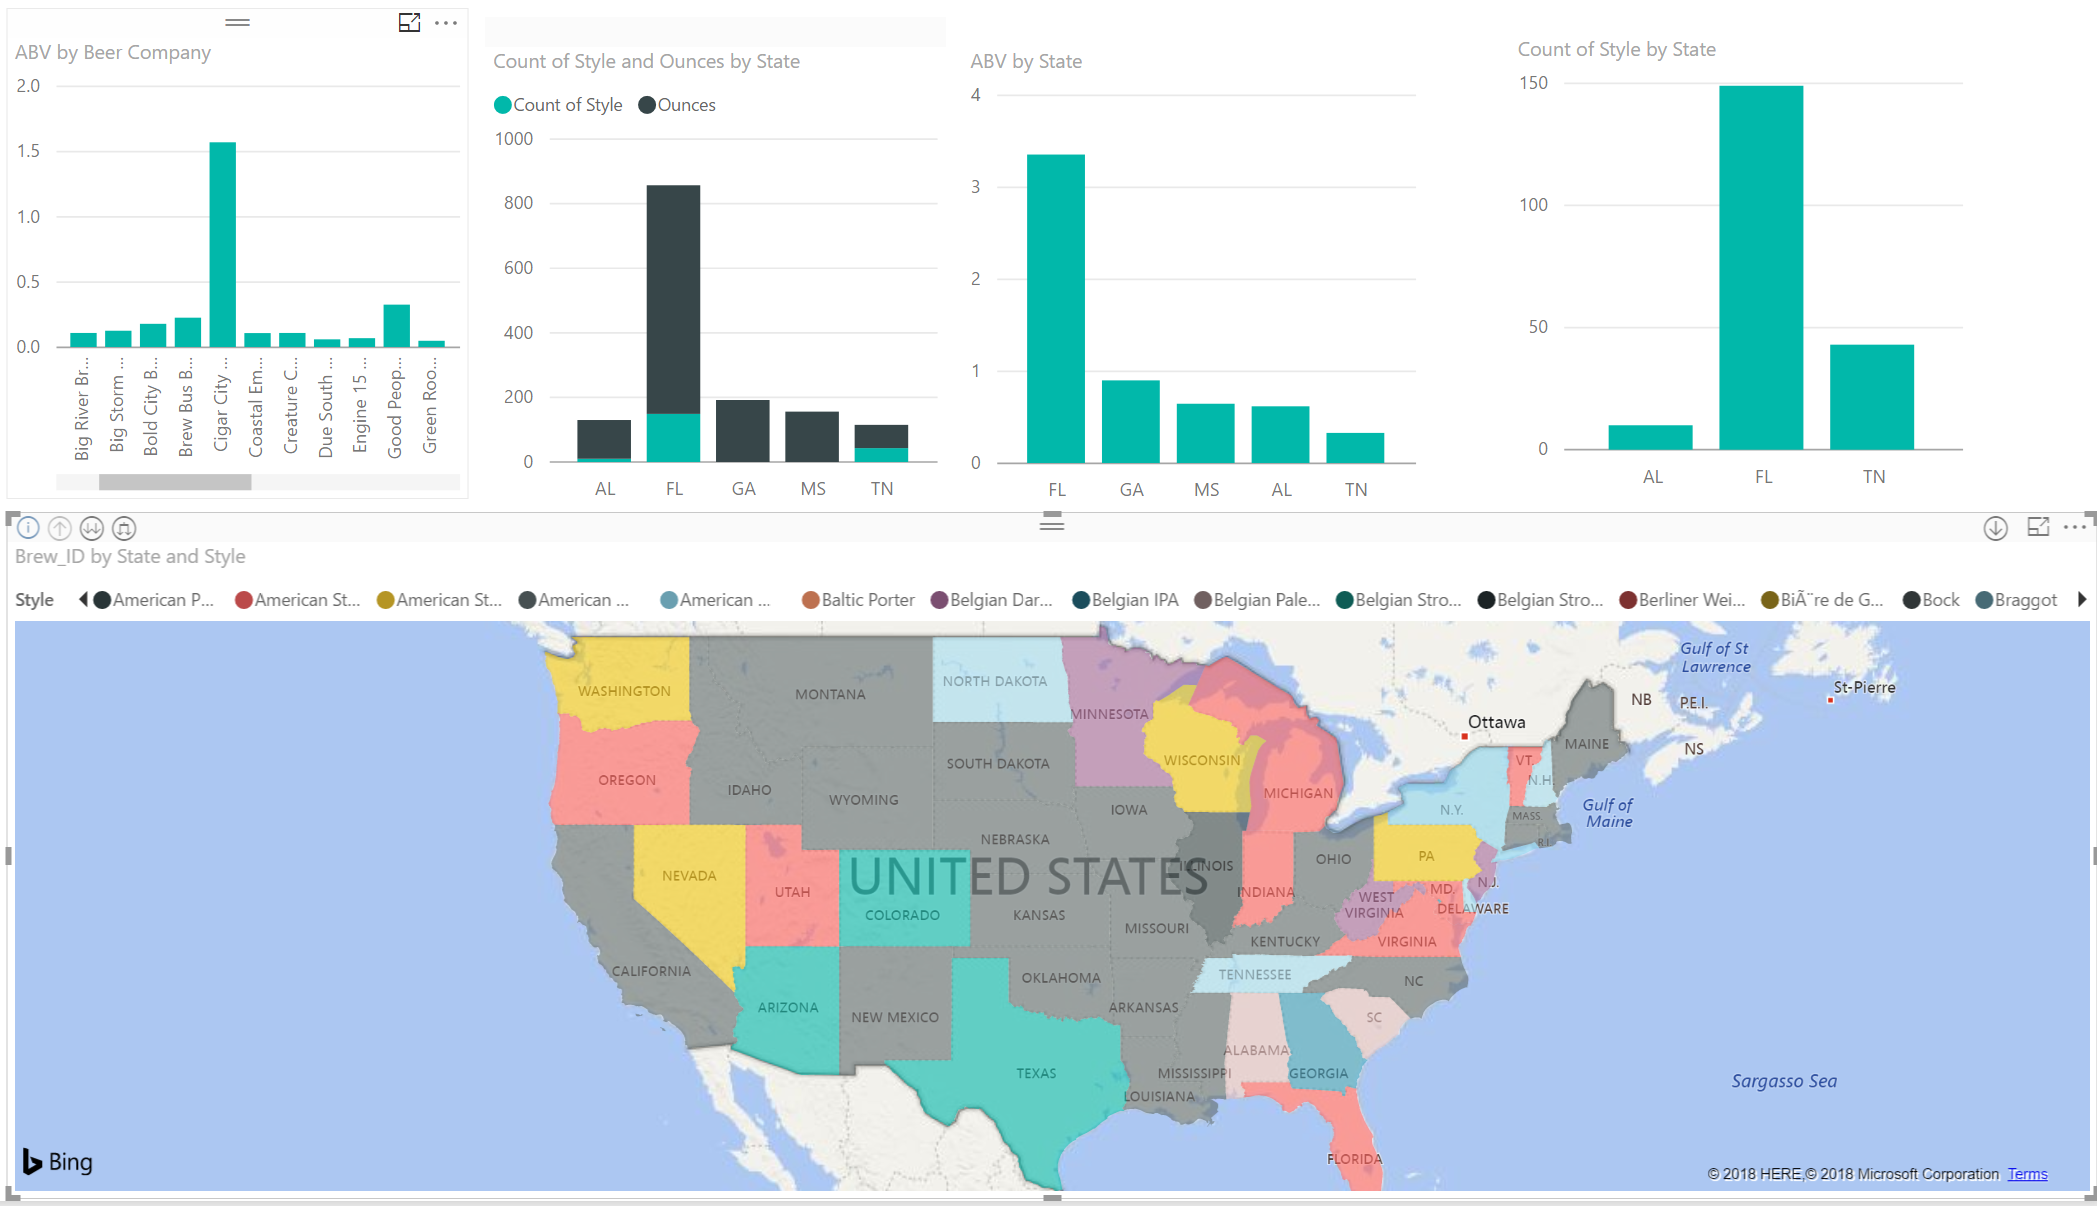 ABV by Beer Company
2.0
1.5
1.0
0.5
0.0
Big River Br...
Big Storm ...
Bold City B...
Brew Bus B...
Cigar City ...
Coastal Em...
Creature C...
Due South ...
Engine 15 ...
Good Peop...
Green Roo...
Count of Style and Ounces by State
Count of Style Ounces
1000
800
600
400
200
0
AL FL GA MS TN
ABV by State
4
3
2
1
0
FL GA MS AL TN
Count of Style by State
150
100
50
0
AL FL TN
Brew_ID by State and Style
Style American P... American St... American St... American ... American ... Baltic Porter Belgian Dar... Belgian IPA Belgian Pale... Belgian Stro... Belgian Stro... Berliner Wei... BiÃ¨re de G... Bock Braggot
Gulf of St
Lawrence
St-Pierre
NB
P.E.I.
NS
Ottawa
Gulf of
Maine
Sargasso Sea
WASHINGTON
MONTANA
NORTH DAKOTA
MINNESOTA
MAINE
OREGON
IDAHO
WYOMING
SOUTH DAKOTA
WISCONSIN
MICHIGAN
VT.
N.H.
N.Y.
MASS
R.I.
IOWA
NEBRASKA
UNITED STATES
NEVADA
UTAH
COLORADO
KANSAS
MISSOURI
ILLINOIS
INDIANA
OHIO
PA
N.J.
MD.
DELAWARE
WEST
VIRGINIA
VIRGINIA
KENTUCKY
CALIFORNIA
ARIZONA
NEW MEXICO
OKLAHOMA
ARKANSAS
TENNESSEE
NC
SC
TEXAS
LOUISIANA
MISSISSIPPI
ALABAMA
GEORGIA
FLORIDA
Bing
© 2018 HERE,© 2018 Microsoft Corporation Terms